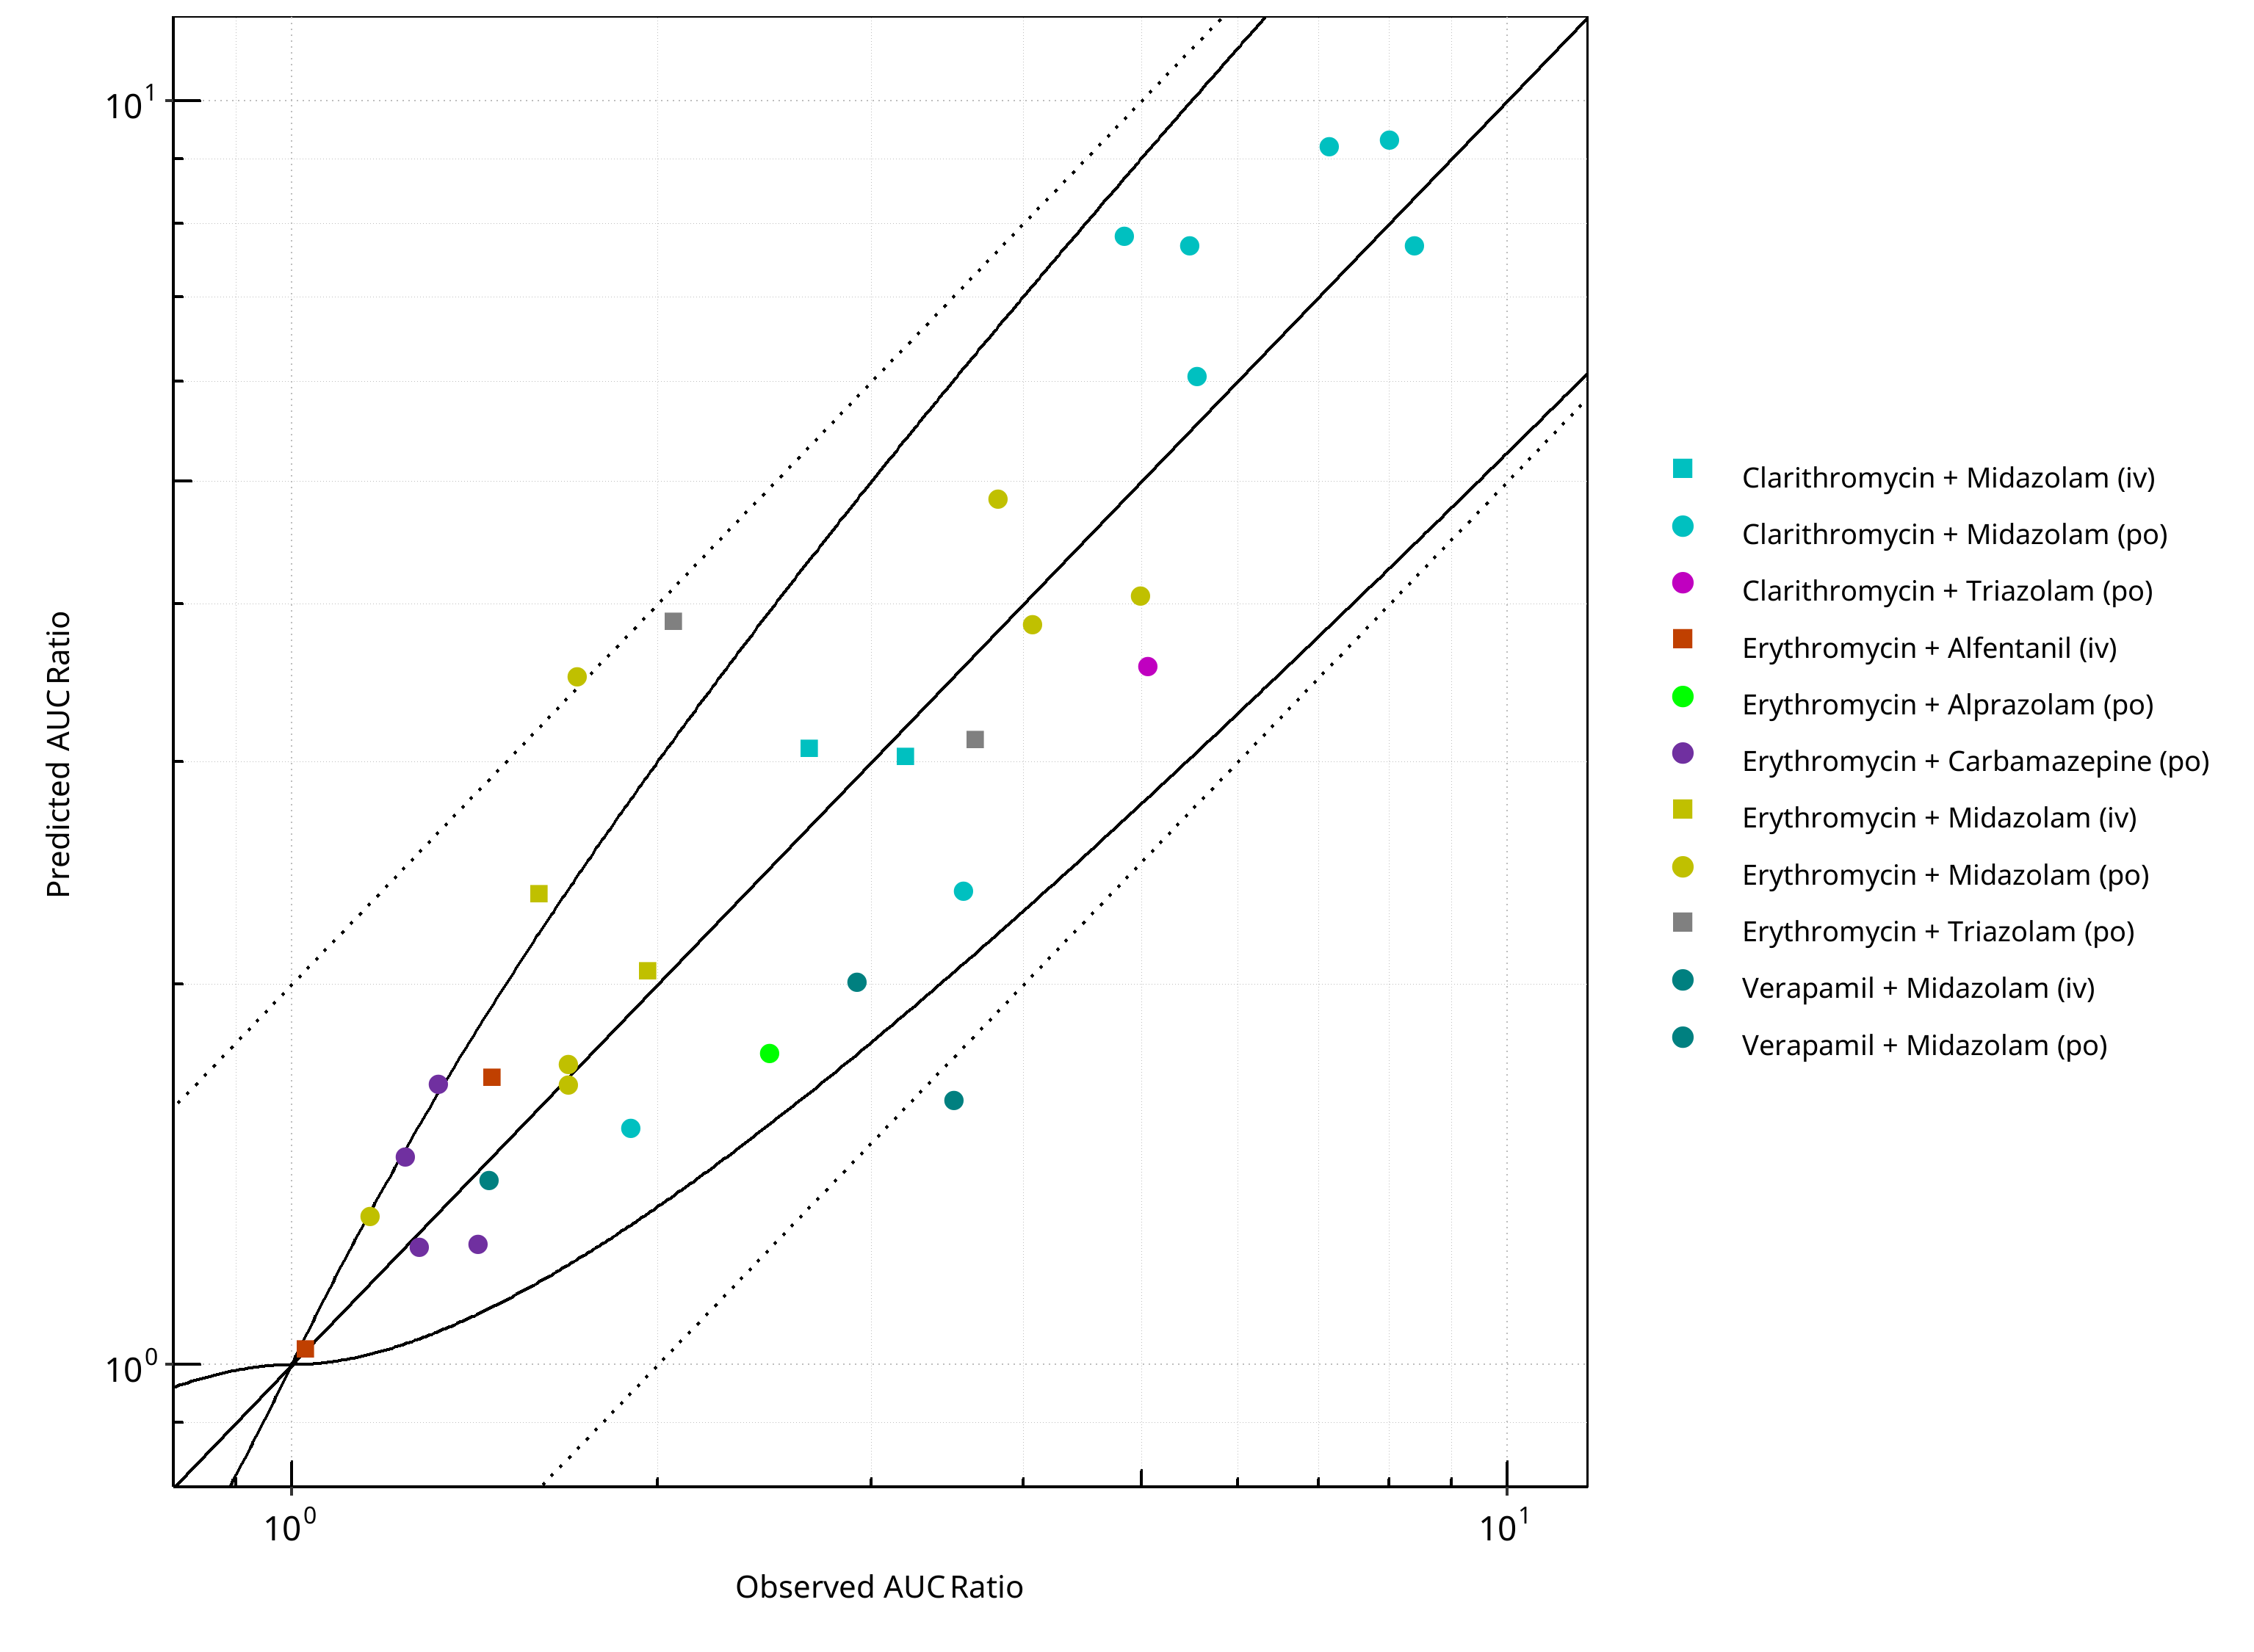 10^1
10^0
Predicted AUC Ratio
10^0
10^1
Observed AUC Ratio
Clarithromycin + Midazolam (iv)
Clarithromycin + Midazolam (po)
Clarithromycin + Triazolam (po)
Erythromycin + Alfentanil (iv)
Erythromycin + Alprazolam (po)
Erythromycin + Carbamazepine (po)
Erythromycin + Midazolam (iv)
Erythromycin + Midazolam (po)
Erythromycin + Triazolam (po)
Verapamil + Midazolam (iv)
Verapamil + Midazolam (po)